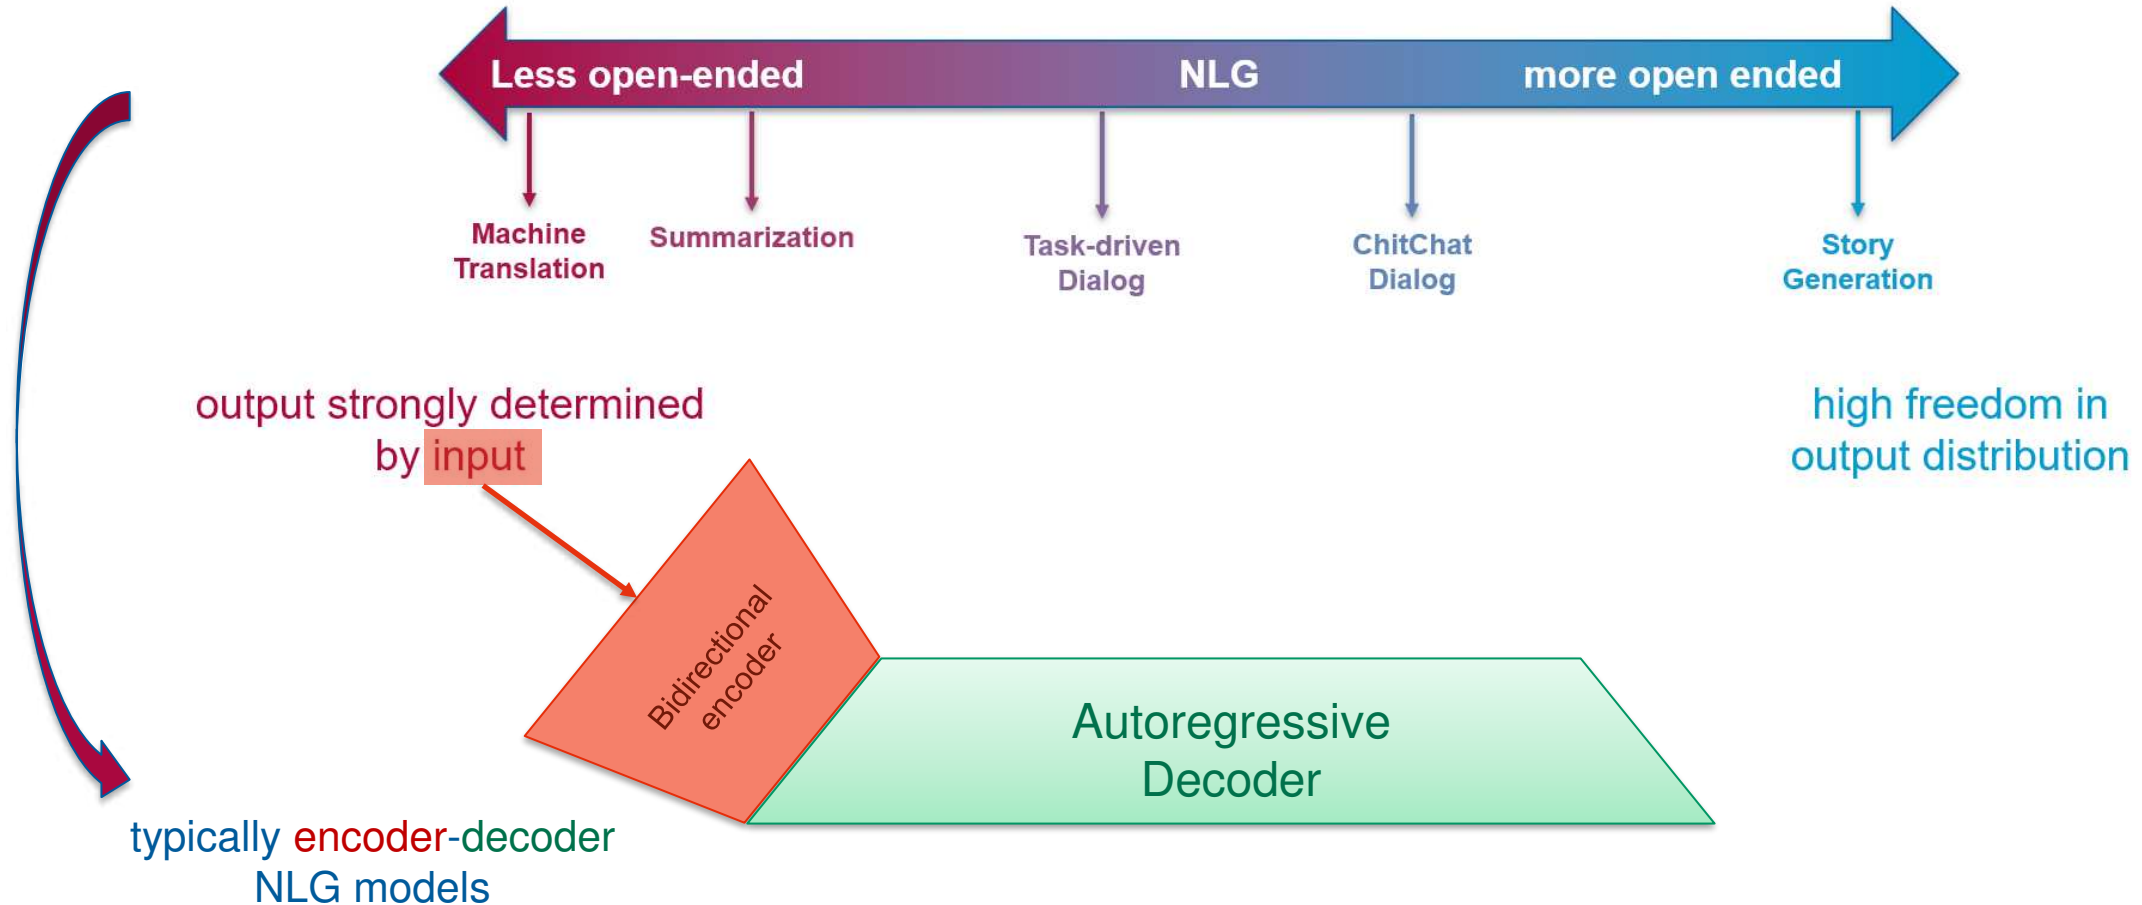 Less open-ended NLG more open ended
Machine
Translation
Summarization
Task-driven
Dialog
ChitChat
Dialog
Story
Generation
output strongly determined
by input
high freedom in
output distribution
Bidirectional
encoder
Autoregressive
Decoder
typically encoder-decoder
NLG models